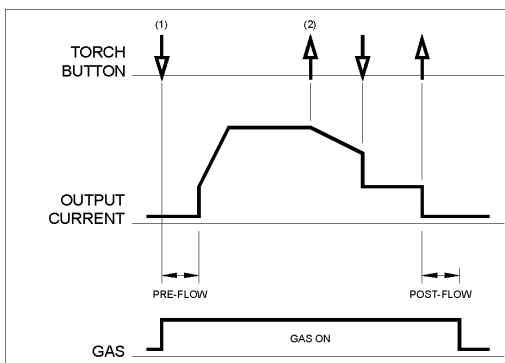 (1) (2)
TORCH
BUTTON
OUTPUT
CURRENT
PRE-FLOW POST-FLOW
GAS ON
GAS